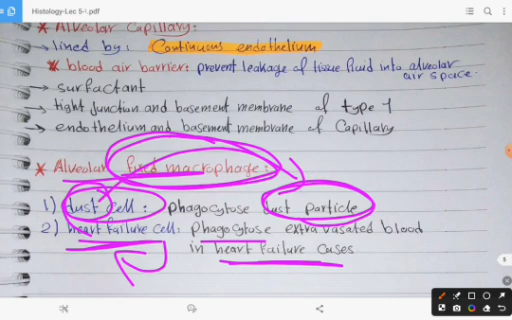 Histology-Lec 5-1.pdf
* Alveolar Capillary:
→ lined by: Continuous endothelium
* blood air barrier: prevent leakage of tissue fluid into alveolar
air space.
→ surfactant
→ tight junction and basement membrane of type 1
→ endothelium and basement membrane of Capillary
* Alveolar fixed macrophage:
1) dust cell: phagocytose dust particle
2) heart failure cell: phagocytose extravasated blood
in heart failure cases